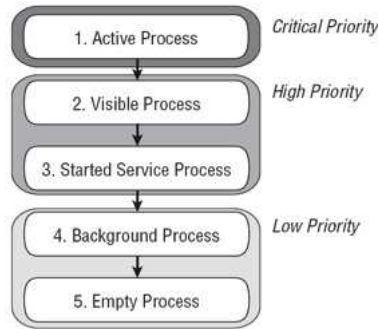 1. Active Process
Critical Priority
2. Visible Process
High Priority
3. Started Service Process
4. Background Process
Low Priority
5. Empty Process